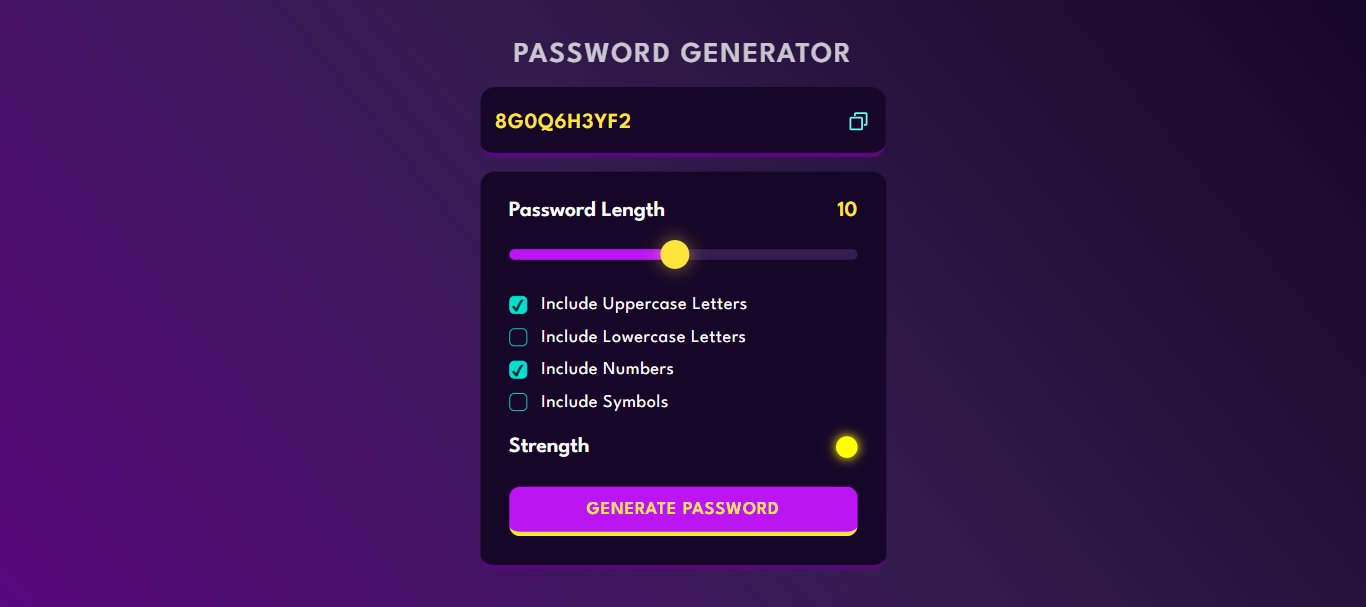 PASSWORD GENERATOR
8G0Q6H3YF2
Password Length 10
Include Uppercase Letters
Include Lowercase Letters
Include Numbers
Include Symbols
Strength
GENERATE PASSWORD